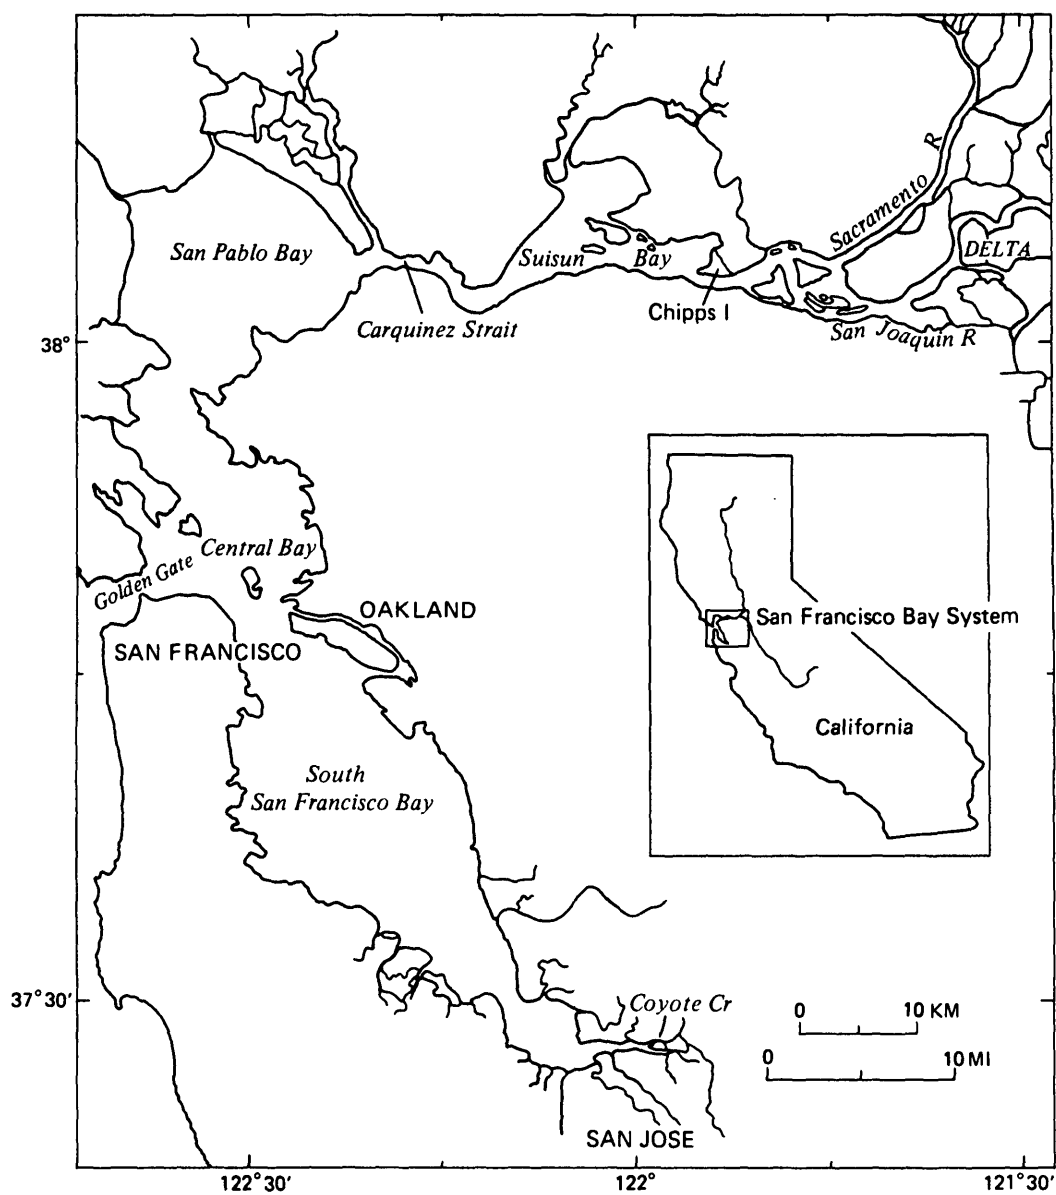 Sacramento R
San Pablo Bay
Suisun Bay
DELTA
Chipps I
Carquinez Strait
San Joaquin R
38°
Central Bay
Golden Gate
OAKLAND
San Francisco Bay System
SAN FRANCISCO
California
South
San Francisco Bay
37°30'
Coyote Cr
0 10 KM
0 10 MI
SAN JOSE
122°30' 122° 121°30'